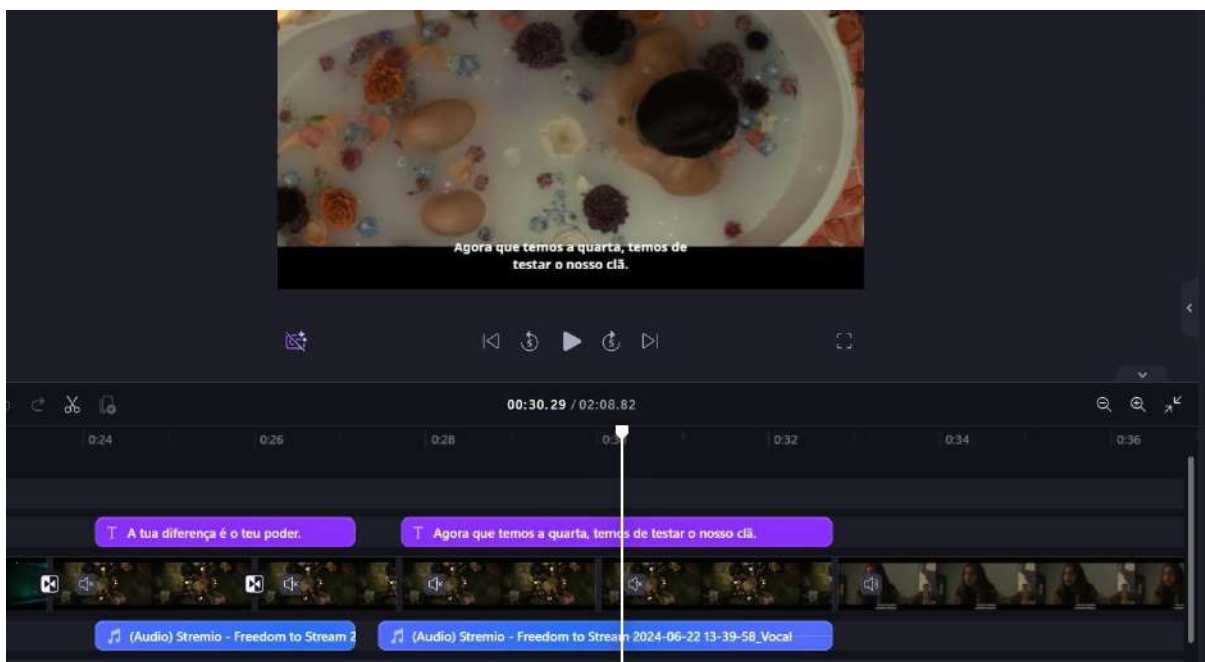 Agora que temos a quarta, temos de
testar o nosso clã.
5
5
00:30.29 / 02:08.82
0:24
0:26
0:28
0:32
0:34
0:36
T A tua diferença é o teu poder.
T Agora que temos a quarta, temos de testar o nosso clã.
(Audio) Stremio - Freedom to Stream 2
(Audio) Stremio - Freedom to Stream 2024-06-22 13-39-58_Vocal